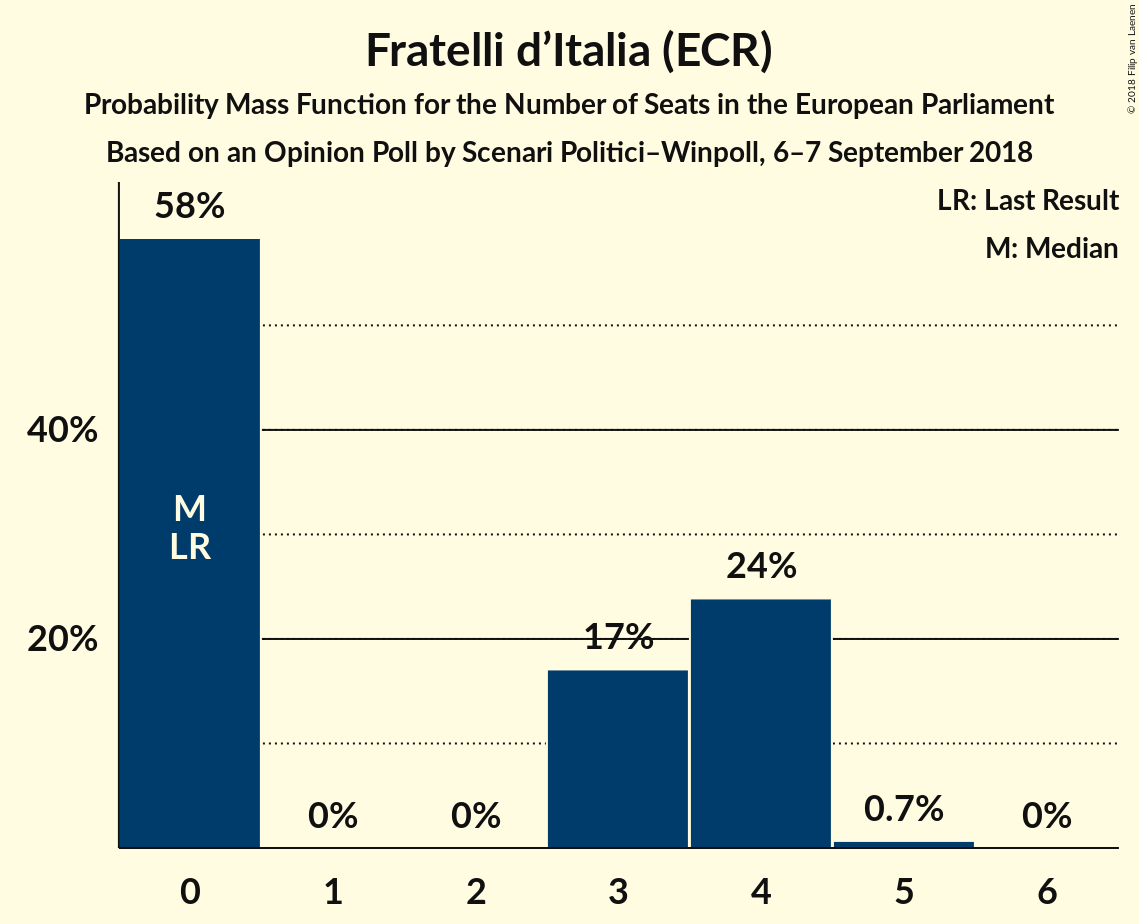 Fratelli d’Italia (ECR)
Probability Mass Function for the Number of Seats in the European Parliament
Based on an Opinion Poll by Scenari Politici–Winpoll, 6–7 September 2018
© 2018 Filip van Laenen
LR: Last Result
M: Median
58%
40%
M
LR
24%
20%
17%
0%
0%
0.7%
0%
0 1 2 3 4 5 6